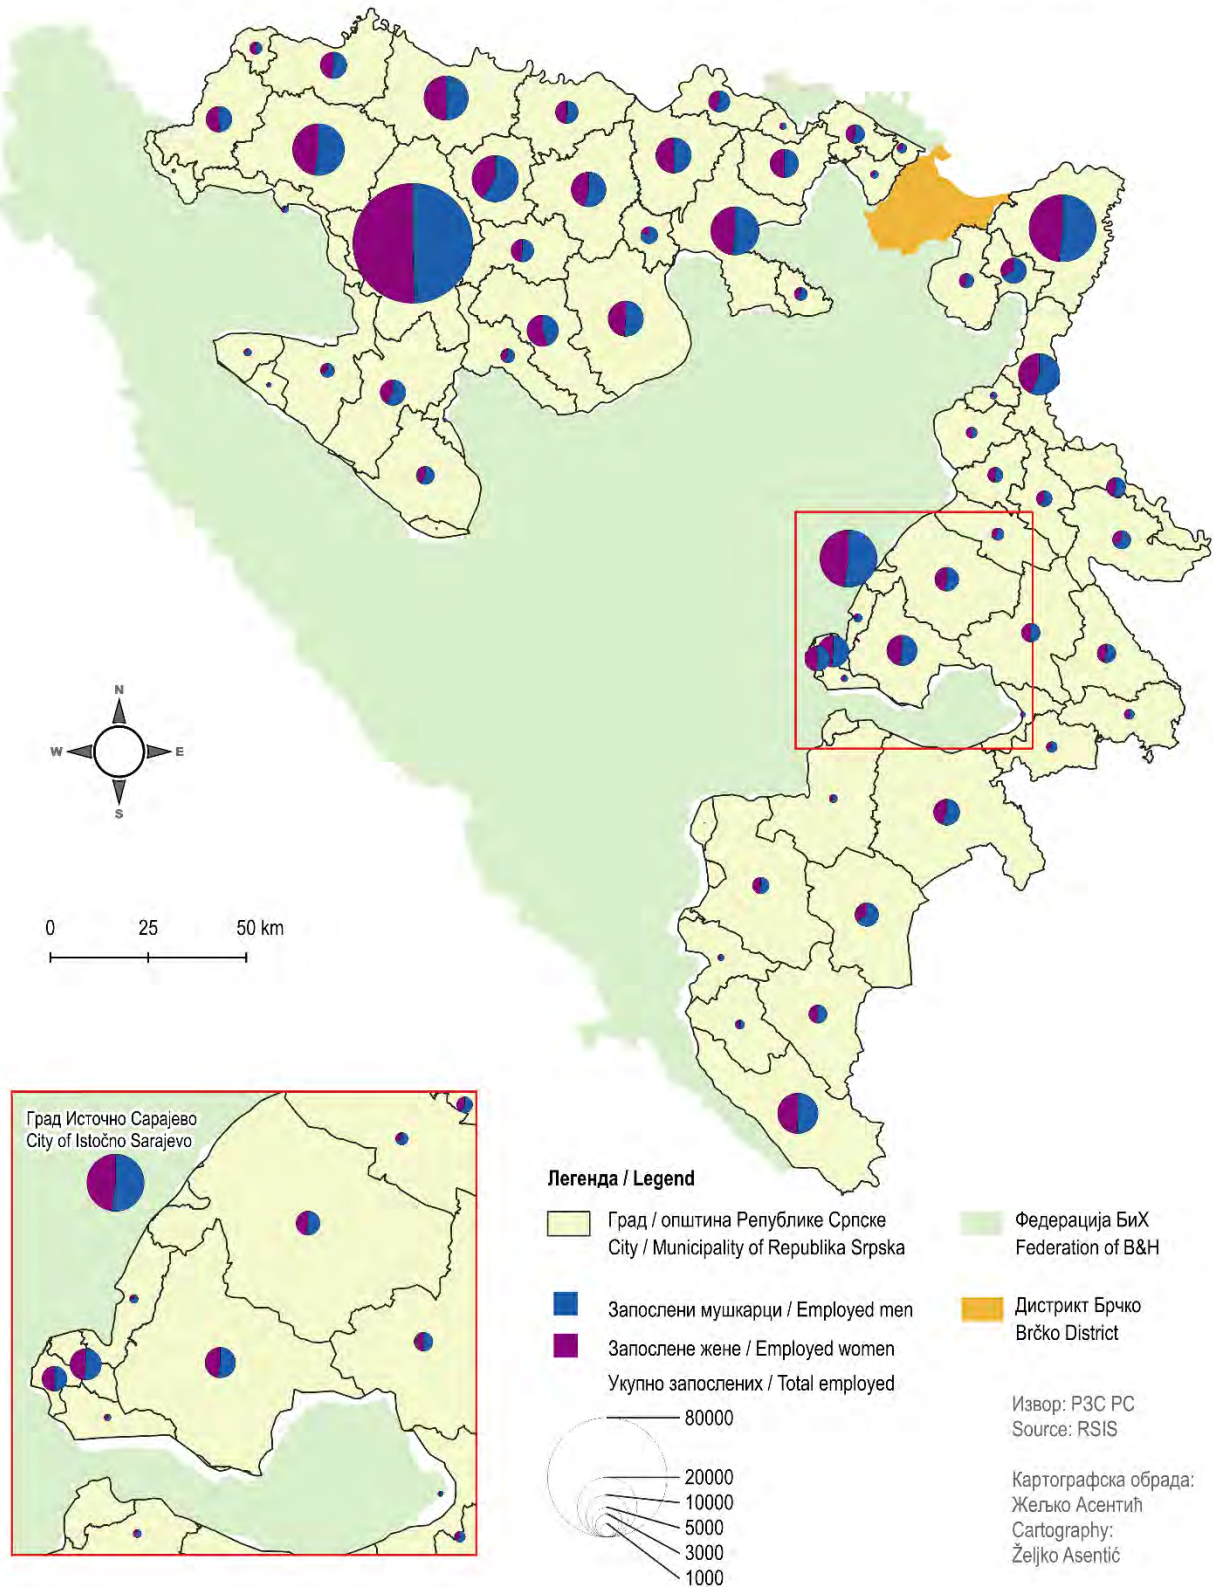 N
W
E
S
0 25 50 km
Град Источно Сарајево
City of Istočno Sarajevo
Легенда / Legend
Град / општина Републике Српске
City / Municipality of Republika Srpska
Запослени мушкарци / Employed men
Запослене жене / Employed women
Укупно запослених / Total employed
80000
20000
10000
5000
3000
1000
Федерација БиХ
Federation of B&H
Дистрикт Брчко
Brčko District
Извор: РЗС РС
Source: RSIS
Картографска обрада:
Жељко Асентић
Cartography:
Željko Asentić